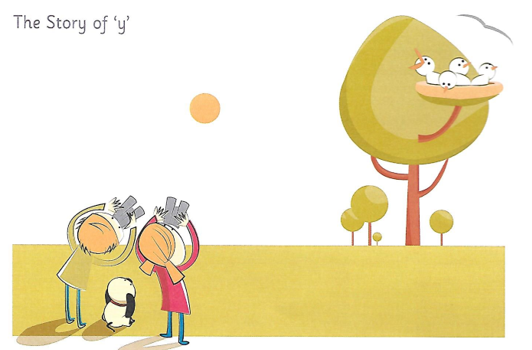 The Story of ‘y’